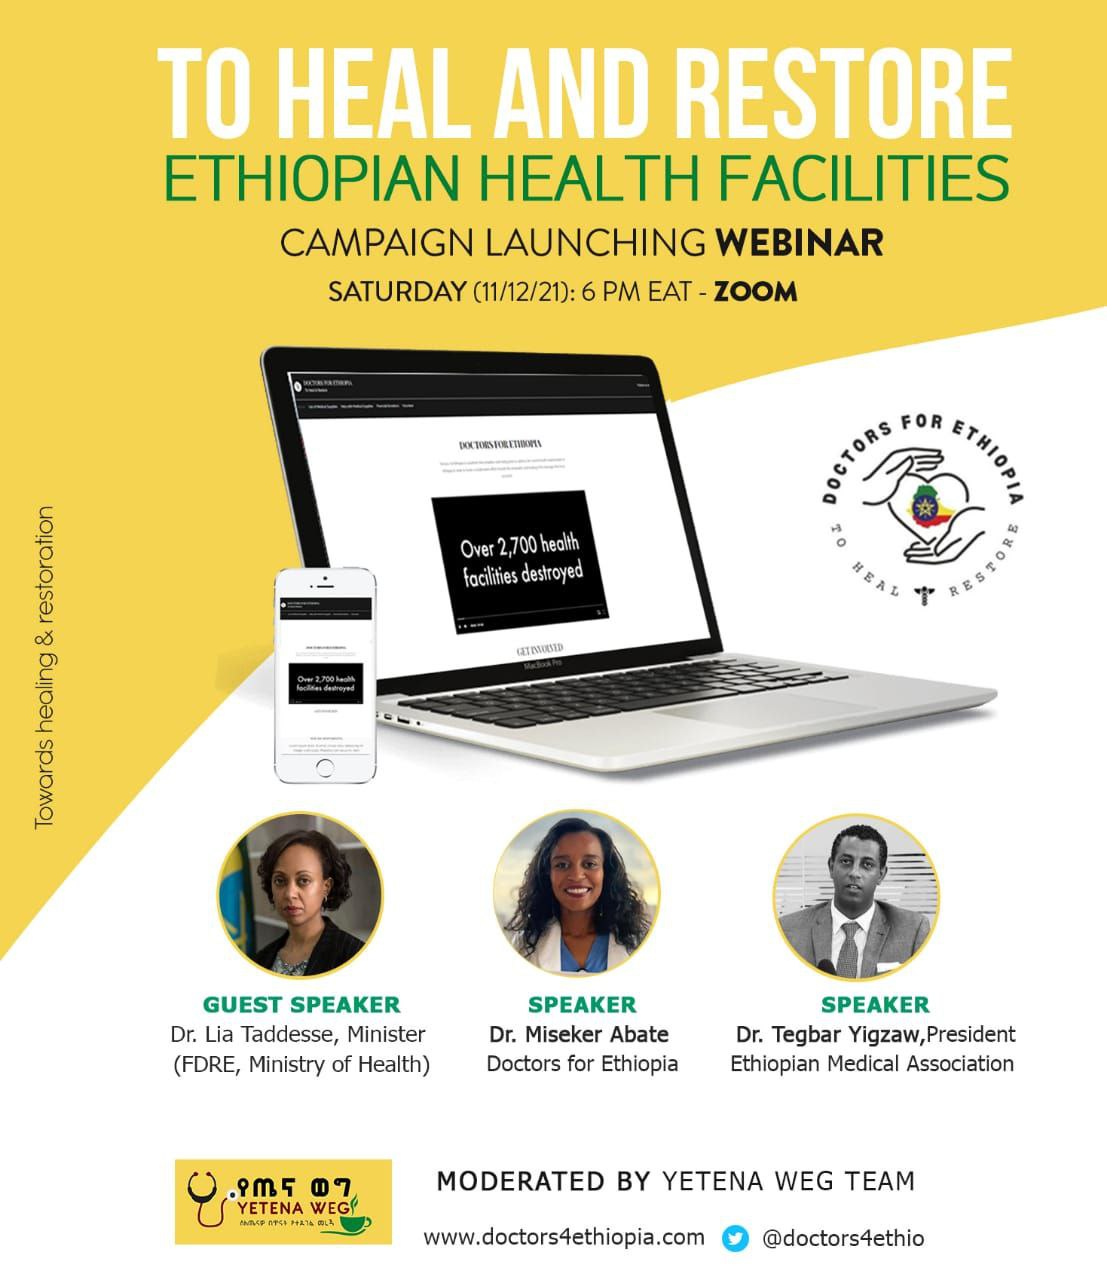 TO HEAL AND RESTORE
ETHIOPIAN HEALTH FACILITIES
CAMPAIGN LAUNCHING WEBINAR
SATURDAY (11/12/21): 6 PM EAT - ZOOM
DOCTORS FOR ETHIOPIA
DOCTORS FOR ETHIOPIA
Over 2,700 health
facilities destroyed
GET INVOLVED
MacBook Pro
DOCTORS FOR ETHIOPIA
TO HEAL RESTORE
Towards healing & restoration
Over 2,700 health
facilities destroyed
GUEST SPEAKER
Dr. Lia Taddesse, Minister
(FDRE, Ministry of Health)
SPEAKER
Dr. Miseker Abate
Doctors for Ethiopia
SPEAKER
Dr. Tegbar Yigzaw,President
Ethiopian Medical Association
የጤና ወግ
YETENA WEG
MODERATED BY YETENA WEG TEAM
www.doctors4ethiopia.com @doctors4ethio